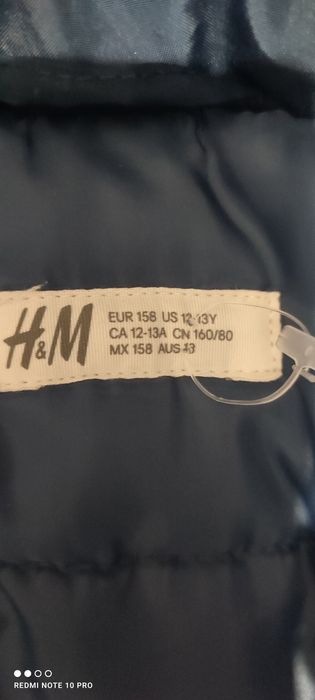 H&M
EUR 158 US 12-13Y
CA 12-13A CN 160/80
MX 158 AUS 13
REDMI NOTE 10 PRO